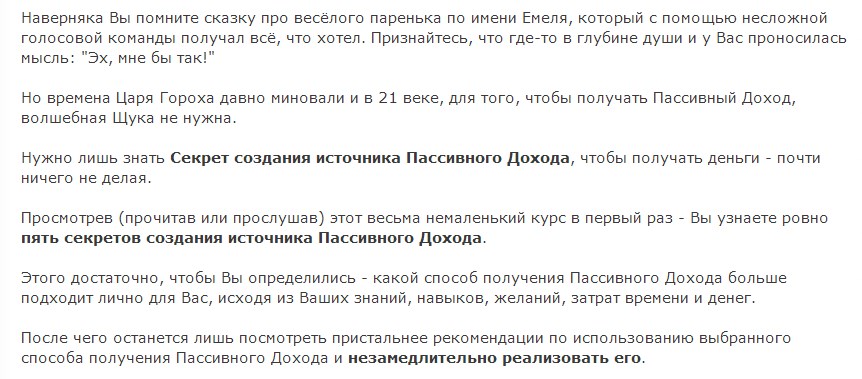 Наверняка Вы помните сказку про весёлого паренька по имени Емеля, который с помощью несложной
голосовой команды получал всё, что хотел. Признайтесь, что где-то в глубине души и у Вас проносилась
мысль: "Эх, мне бы так!"
Но времена Царя Гороха давно миновали и в 21 веке, для того, чтобы получать Пассивный Доход,
волшебная Щука не нужна.
Нужно лишь знать Секрет создания источника Пассивного Дохода, чтобы получать деньги - почти
ничего не делая.
Просмотрев (прочитав или прослушав) этот весьма немаленький курс в первый раз - Вы узнаете ровно
пять секретов создания источника Пассивного Дохода.
Этого достаточно, чтобы Вы определились - какой способ получения Пассивного Дохода больше
подходит лично для Вас, исходя из Ваших знаний, навыков, желаний, затрат времени и денег.
После чего останется лишь посмотреть пристальнее рекомендации по использованию выбранного
способа получения Пассивного Дохода и незамедлительно реализовать его.